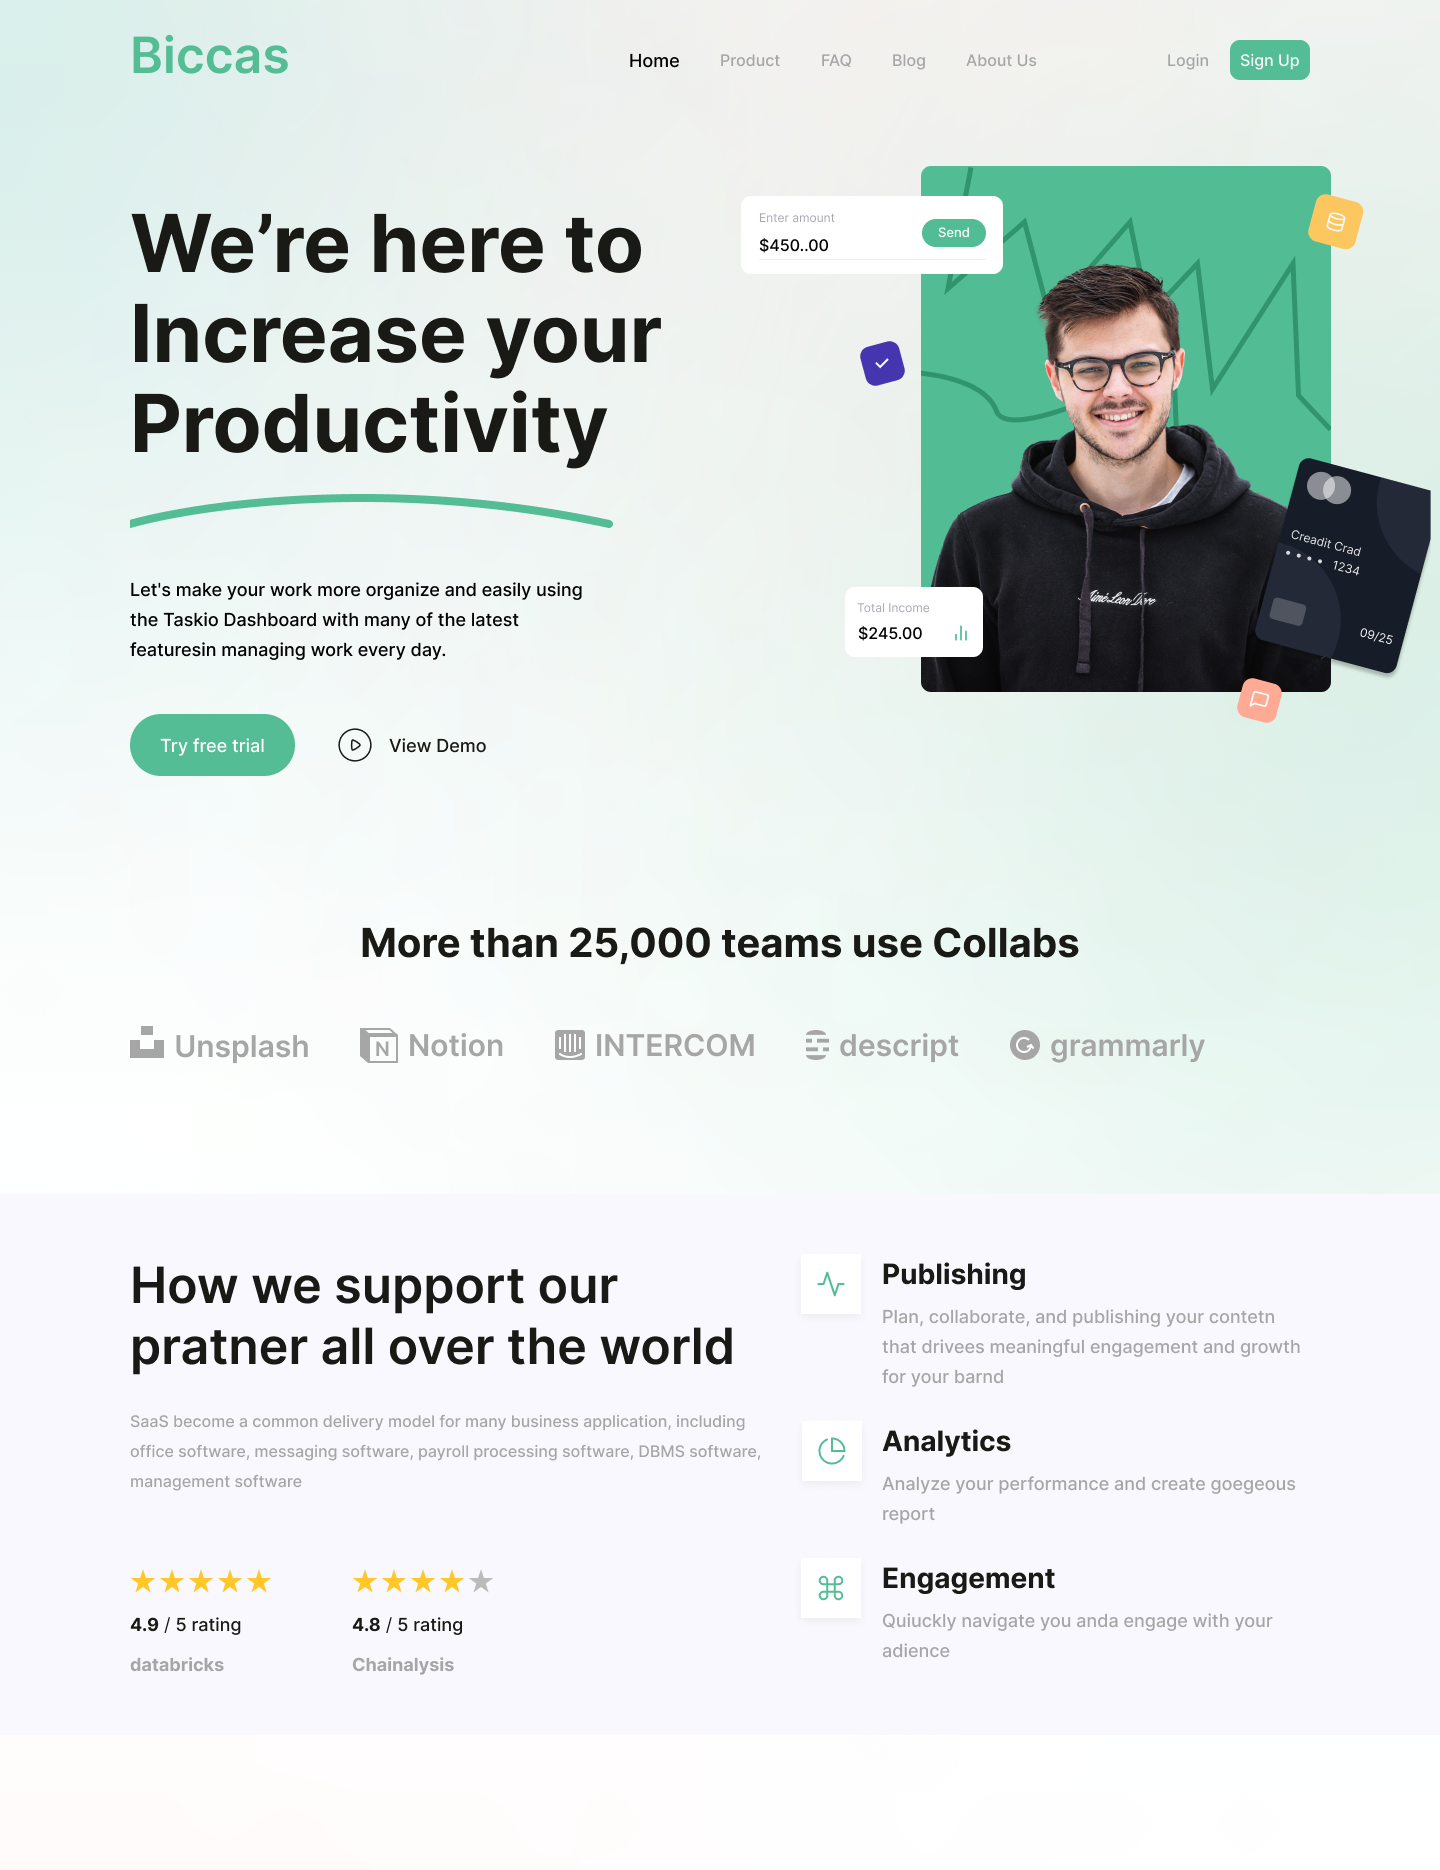 Biccas
Home
Product
FAQ
Blog
About Us
Login
Sign Up
We’re here to
Increase your
Productivity
Let's make your work more organize and easily using
the Taskio Dashboard with many of the latest
featuresin managing work every day.
Try free trial
View Demo
Enter amount
$450..00
Send
Creadit Crad
1234
09/25
Aimé Leon Dore
Total Income
$245.00
More than 25,000 teams use Collabs
Unsplash
Notion
INTERCOM
descript
grammarly
How we support our
pratner all over the world
SaaS become a common delivery model for many business application, including
office software, messaging software, payroll processing software, DBMS software,
management software
4.9 / 5 rating
databricks
4.8 / 5 rating
Chainalysis
Publishing
Plan, collaborate, and publishing your contetn
that drivees meaningful engagement and growth
for your barnd
Analytics
Analyze your performance and create goegeous
report
Engagement
Quiuckly navigate you anda engage with your
adience